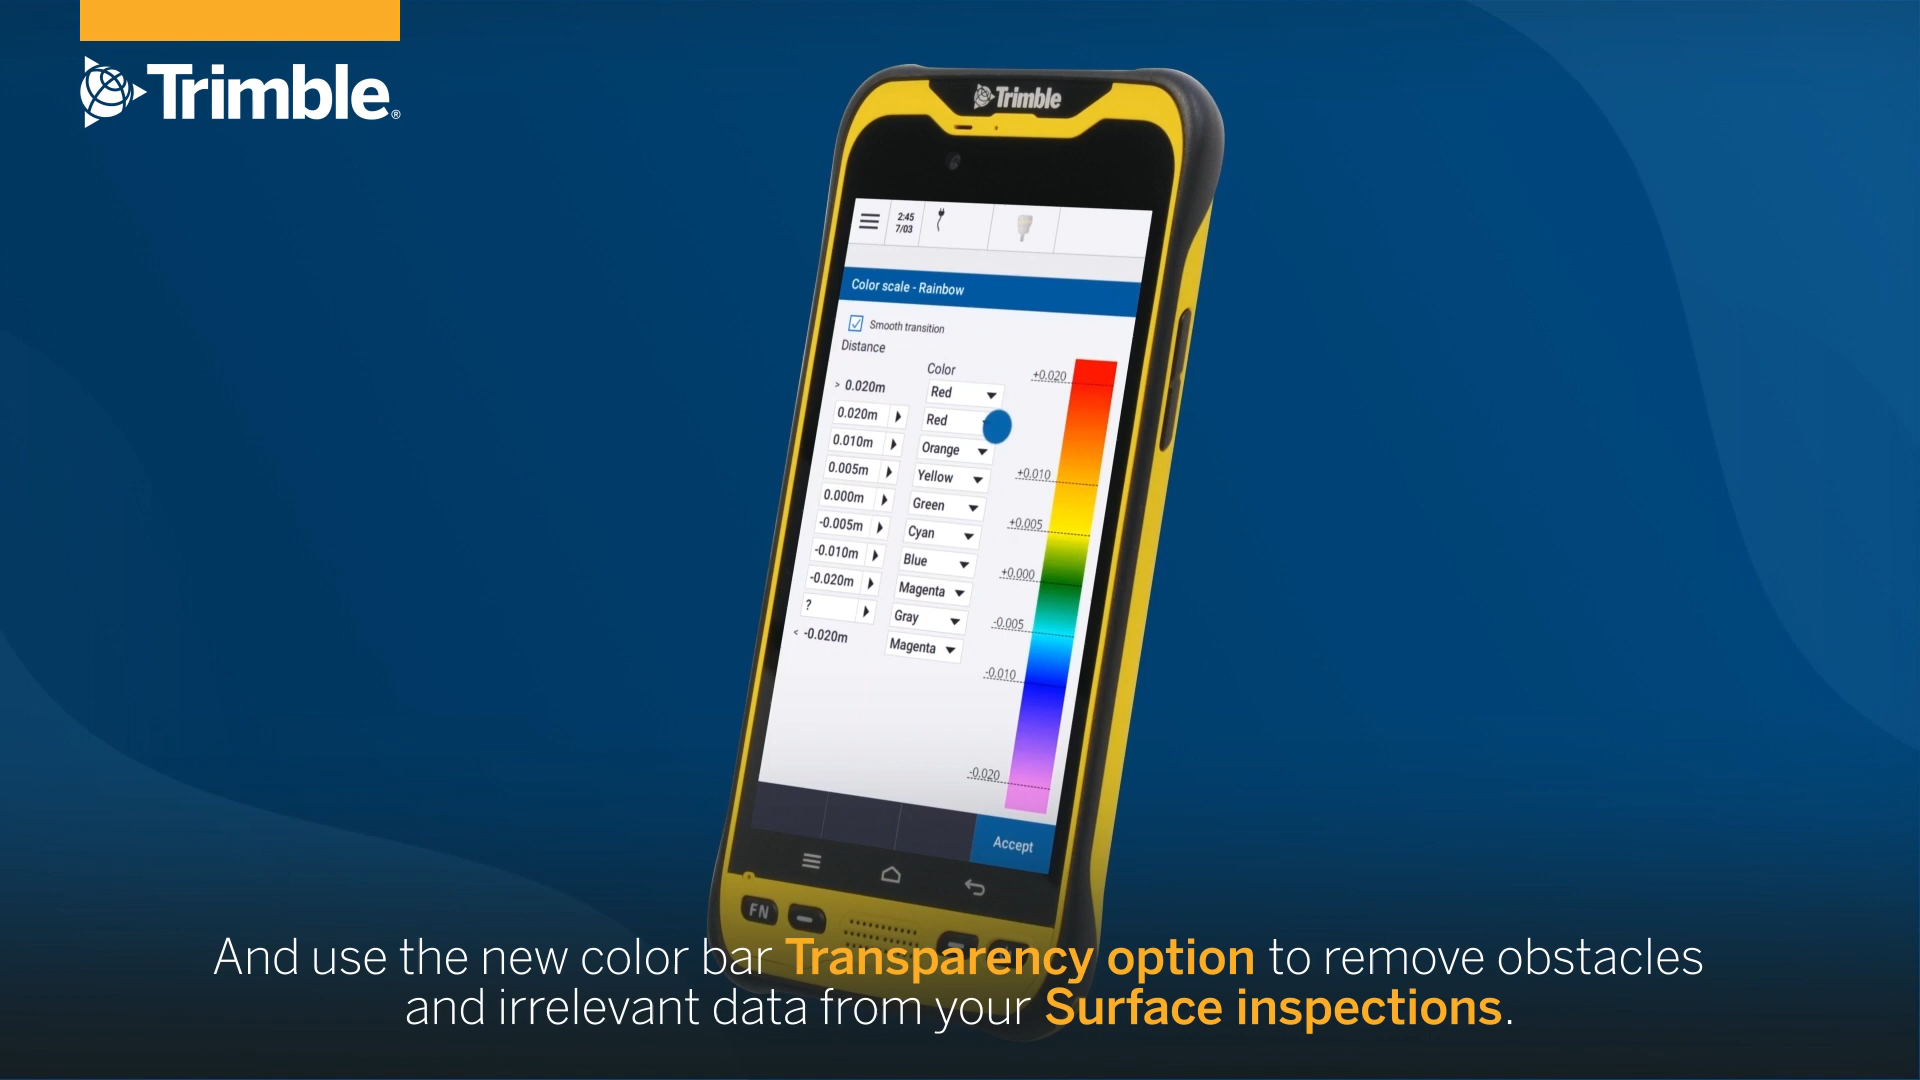 Trimble®
Trimble
2:45
7/03
Color scale - Rainbow
Smooth transition
Distance
Color
> 0.020m Red
0.020m Red
0.010m Orange
0.005m Yellow
0.000m Green
-0.005m Cyan
-0.010m Blue
-0.020m Magenta
? Gray
< -0.020m Magenta
+0.020
+0.010
+0.005
+0.000
-0.005
-0.010
-0.020
Accept
FN
And use the new color bar Transparency option to remove obstacles
and irrelevant data from your Surface inspections.